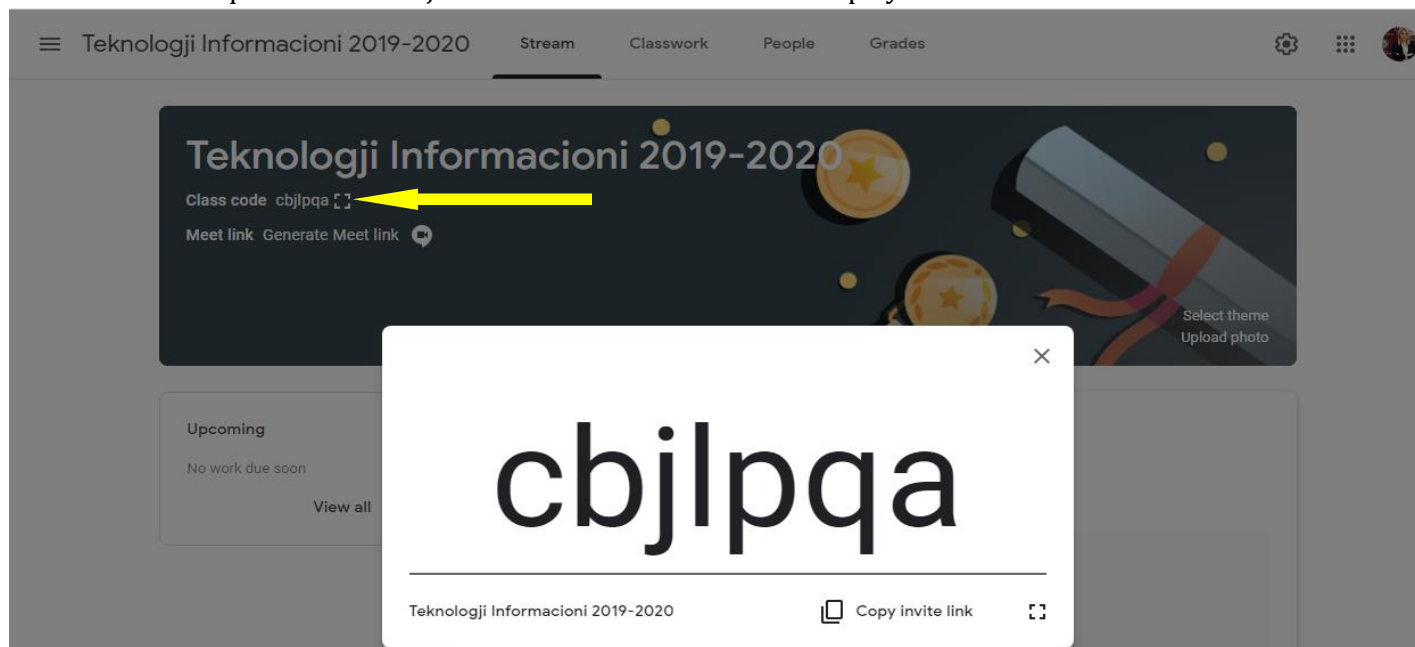 Teknologji Informacioni 2019-2020 Stream Classwork People Grades
Teknologji Informacioni 2019-2020
Class code cbjlpqa
Meet link Generate Meet link
Select theme
Upload photo
Upcoming
No work due soon
View all
cbjlpqa
Teknologji Informacioni 2019-2020 Copy invite link